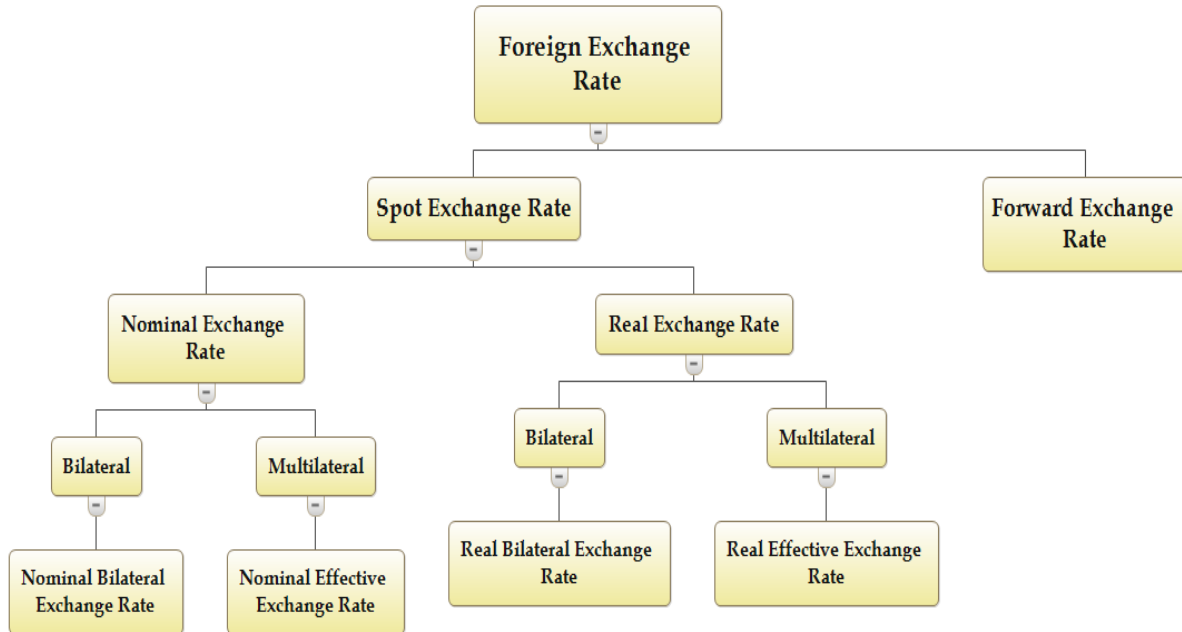 Foreign Exchange
Rate
Spot Exchange Rate
Forward Exchange
Rate
Nominal Exchange
Rate
Real Exchange Rate
Bilateral
Multilateral
Bilateral
Multilateral
Nominal Bilateral
Exchange Rate
Nominal Effective
Exchange Rate
Real Bilateral Exchange
Rate
Real Effective Exchange
Rate